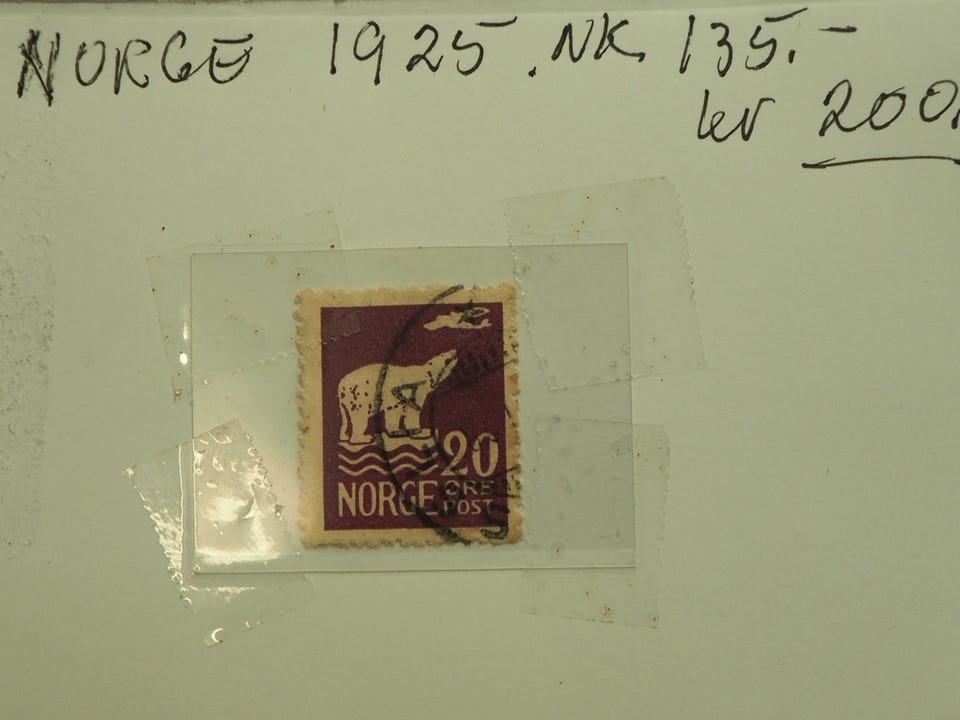 NORGE 1925. NK 135.-
kr 200.
20
NORGE ØRE
POST